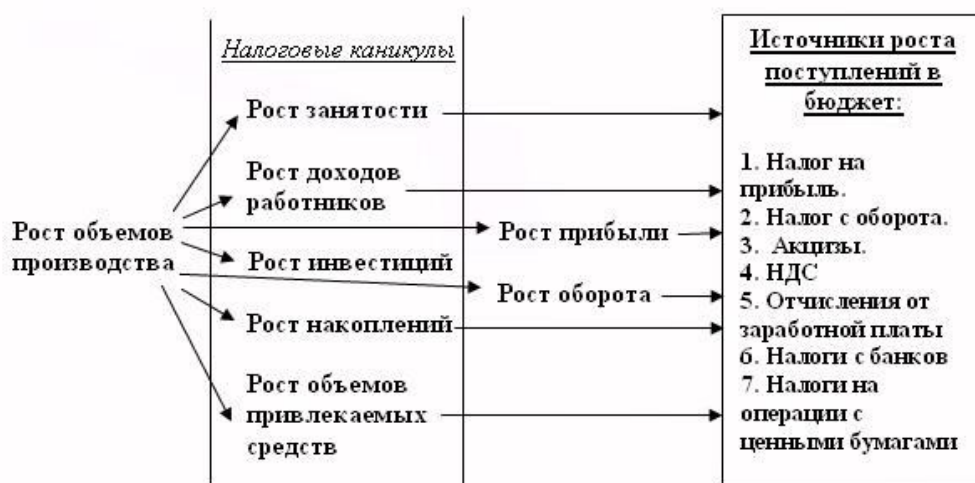 Налоговые каникулы
Рост занятости
Рост доходов
работников
Рост объемов
производства
Рост инвестиций
Рост накоплений
Рост объемов
привлекаемых
средств
Рост прибыли
Рост оборота
Источники роста
поступлений в
бюджет:
1. Налог на
прибыль.
2. Налог с оборота.
3. Акцизы.
4. НДС
5. Отчисления от
заработной платы
6. Налоги с банков
7. Налоги на
операции с
ценными бумагами